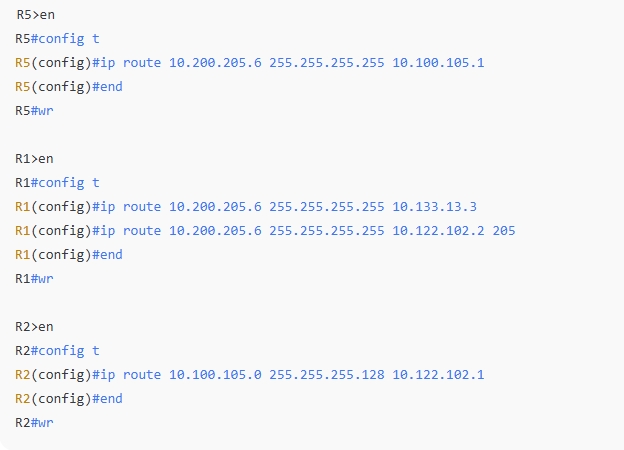 R5>en
R5#config t
R5(config)#ip route 10.200.205.6 255.255.255.255 10.100.105.1
R5(config)#end
R5#wr
R1>en
R1#config t
R1(config)#ip route 10.200.205.6 255.255.255.255 10.133.13.3
R1(config)#ip route 10.200.205.6 255.255.255.255 10.122.102.2 205
R1(config)#end
R1#wr
R2>en
R2#config t
R2(config)#ip route 10.100.105.0 255.255.255.128 10.122.102.1
R2(config)#end
R2#wr